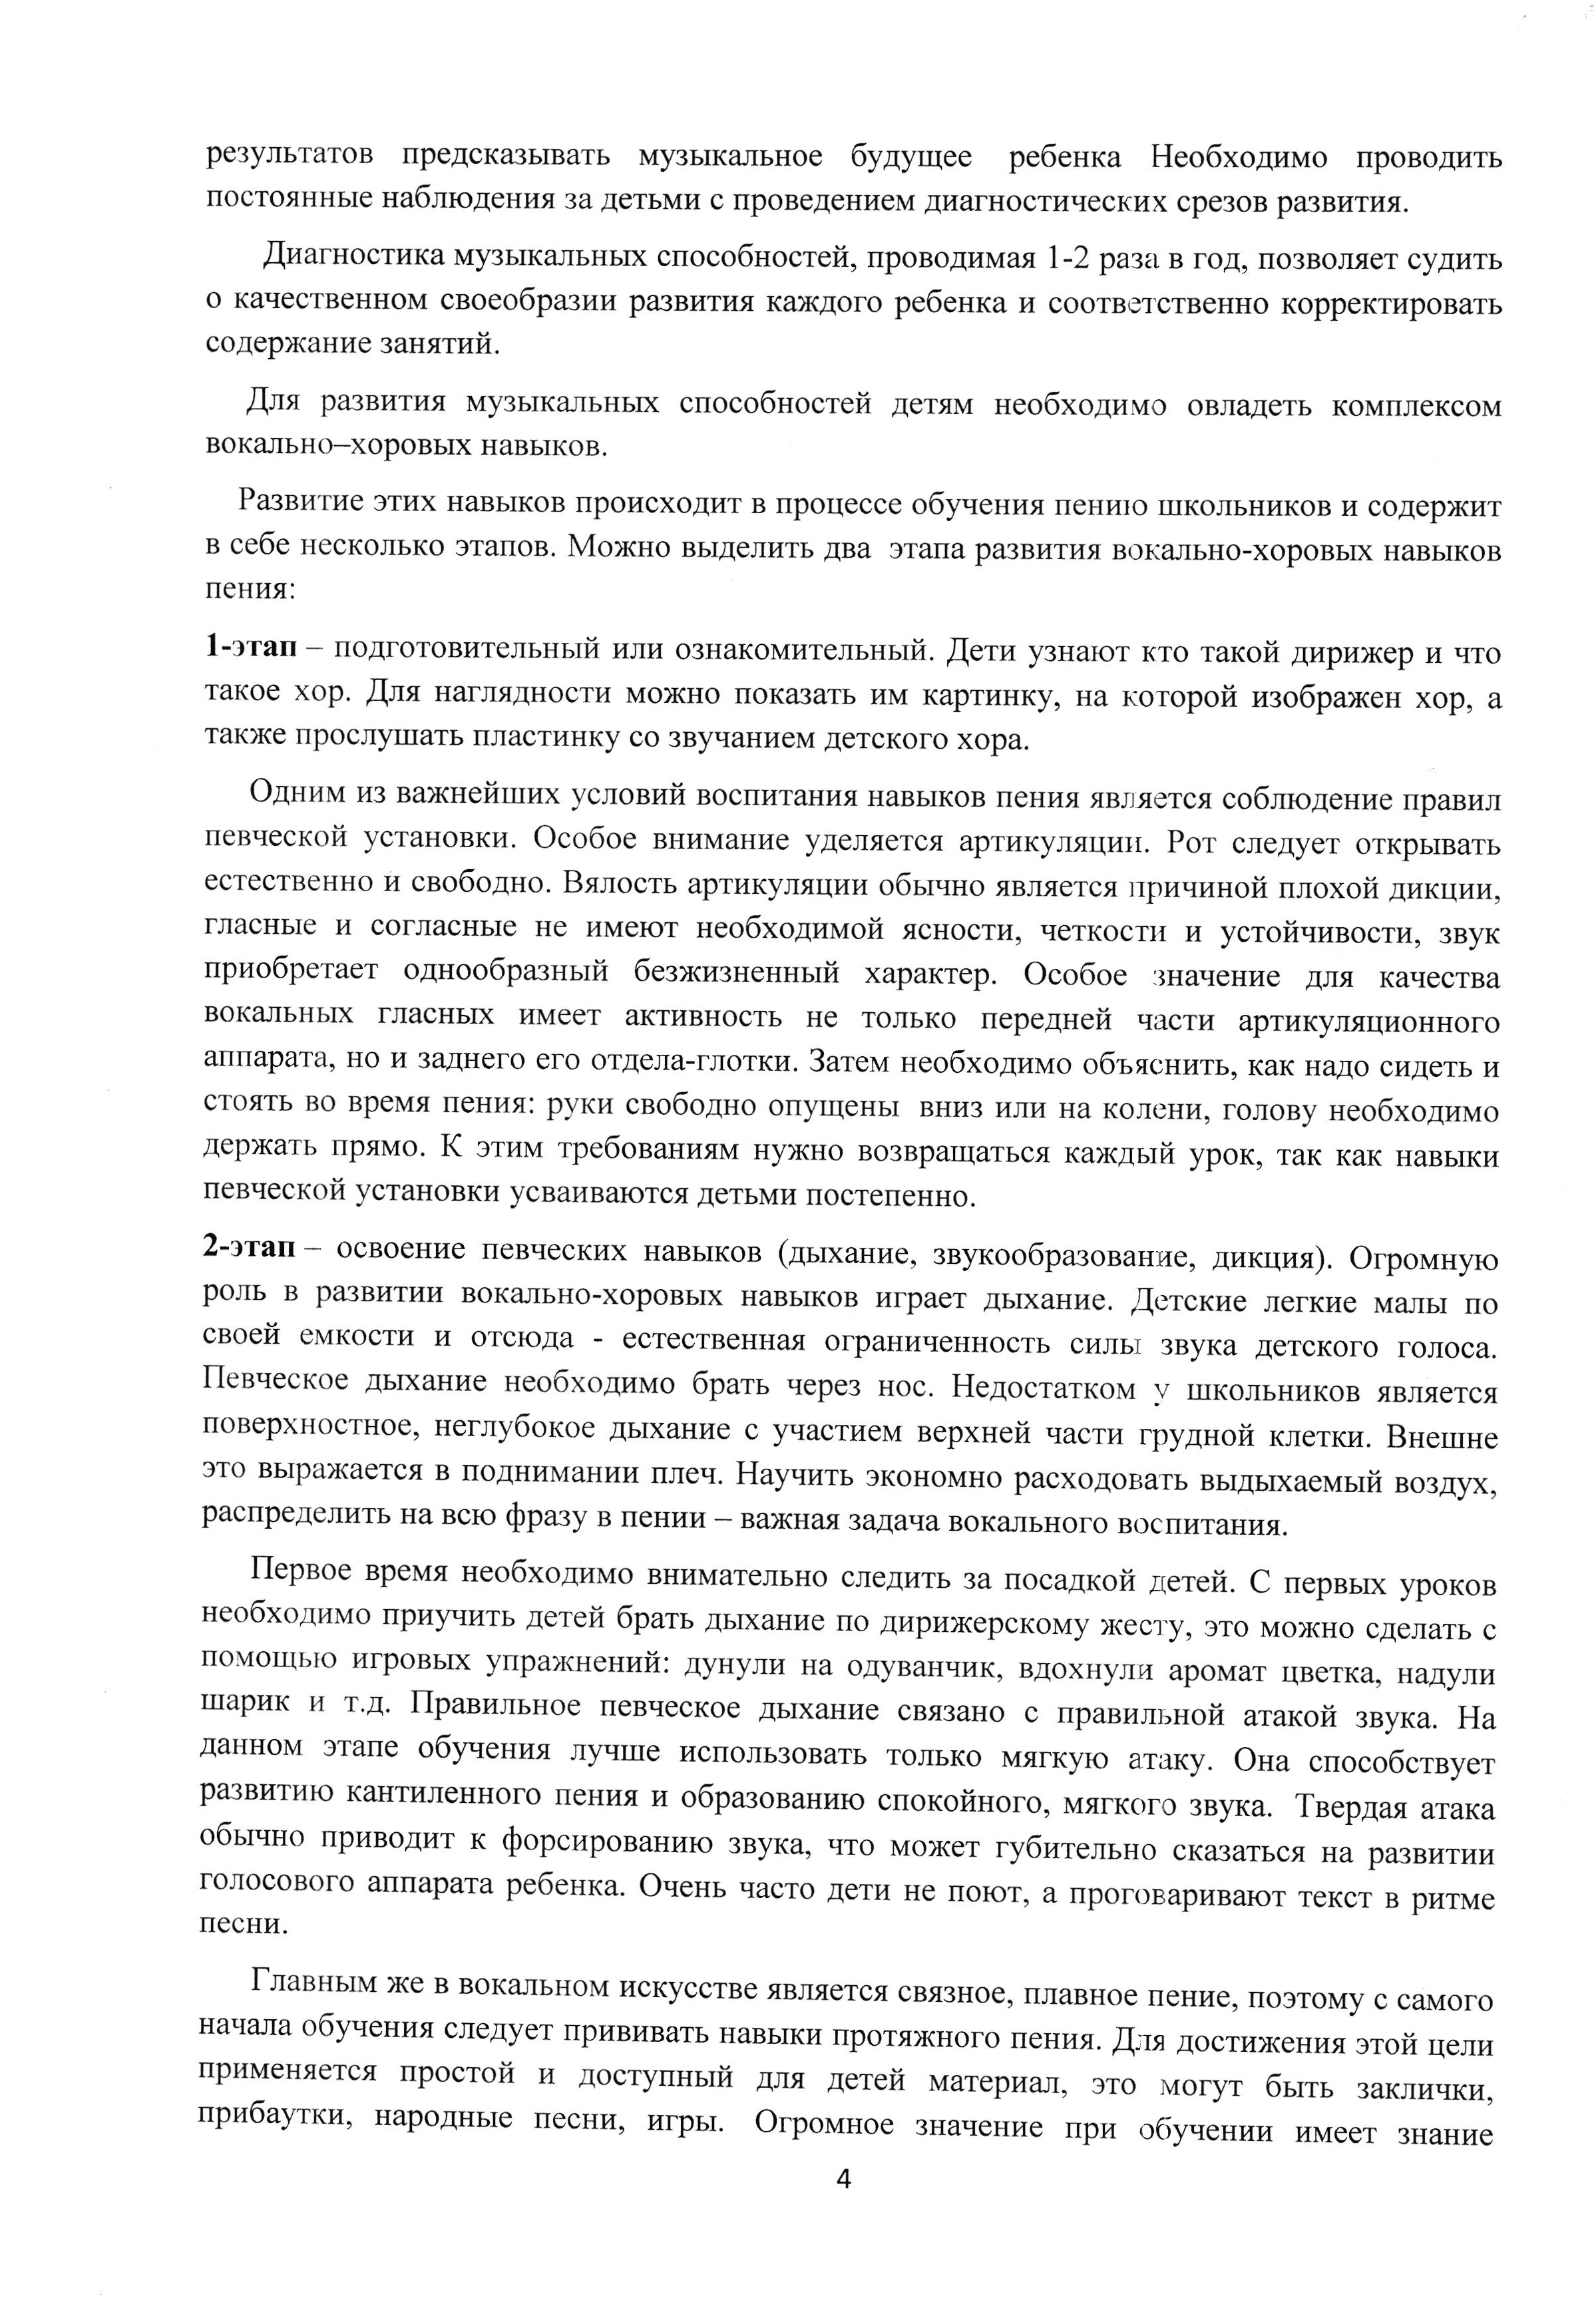 результатов предсказывать музыкальное будущее ребенка Необходимо проводить
постоянные наблюдения за детьми с проведением диагностических срезов развития.
Диагностика музыкальных способностей, проводимая 1-2 раза в год, позволяет судить
о качественном своеобразии развития каждого ребенка и соответственно корректировать
содержание занятий.
Для развития музыкальных способностей детям необходимо овладеть комплексом
вокально–хоровых навыков.
Развитие этих навыков происходит в процессе обучения пению школьников и содержит
в себе несколько этапов. Можно выделить два этапа развития вокально-хоровых навыков
пения:
1-этап – подготовительный или ознакомительный. Дети узнают кто такой дирижер и что
такое хор. Для наглядности можно показать им картинку, на которой изображен хор, а
также прослушать пластинку со звучанием детского хора.
Одним из важнейших условий воспитания навыков пения является соблюдение правил
певческой установки. Особое внимание уделяется артикуляции. Рот следует открывать
естественно и свободно. Вялость артикуляции обычно является причиной плохой дикции,
гласные и согласные не имеют необходимой ясности, четкости и устойчивости, звук
приобретает однообразный безжизненный характер. Особое значение для качества
вокальных гласных имеет активность не только передней части артикуляционного
аппарата, но и заднего его отдела-глотки. Затем необходимо объяснить, как надо сидеть и
стоять во время пения: руки свободно опущены вниз или на колени, голову необходимо
держать прямо. К этим требованиям нужно возвращаться каждый урок, так как навыки
певческой установки усваиваются детьми постепенно.
2-этап – освоение певческих навыков (дыхание, звукообразование, дикция). Огромную
роль в развитии вокально-хоровых навыков играет дыхание. Детские легкие малы по
своей емкости и отсюда - естественная ограниченность силы звука детского голоса.
Певческое дыхание необходимо брать через нос. Недостатком у школьников является
поверхностное, неглубокое дыхание с участием верхней части грудной клетки. Внешне
это выражается в поднимании плеч. Научить экономно расходовать выдыхаемый воздух,
распределить на всю фразу в пении – важная задача вокального воспитания.
Первое время необходимо внимательно следить за посадкой детей. С первых уроков
необходимо приучить детей брать дыхание по дирижерскому жесту, это можно сделать с
помощью игровых упражнений: дунули на одуванчик, вдохнули аромат цветка, надули
шарик и т.д. Правильное певческое дыхание связано с правильной атакой звука. На
данном этапе обучения лучше использовать только мягкую атаку. Она способствует
развитию кантиленного пения и образованию спокойного, мягкого звука. Твердая атака
обычно приводит к форсированию звука, что может губительно сказаться на развитии
голосового аппарата ребенка. Очень часто дети не поют, а проговаривают текст в ритме
песни.
Главным же в вокальном искусстве является связное, плавное пение, поэтому с самого
начала обучения следует прививать навыки протяжного пения. Для достижения этой цели
применяется простой и доступный для детей материал, это могут быть заклички,
прибаутки, народные песни, игры. Огромное значение при обучении имеет знание
4